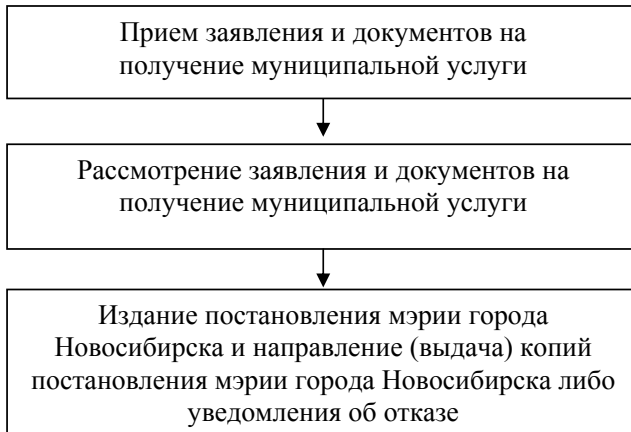 Прием заявления и документов на
получение муниципальной услуги
Рассмотрение заявления и документов на
получение муниципальной услуги
Издание постановления мэрии города
Новосибирска и направление (выдача) копий
постановления мэрии города Новосибирска либо
уведомления об отказе